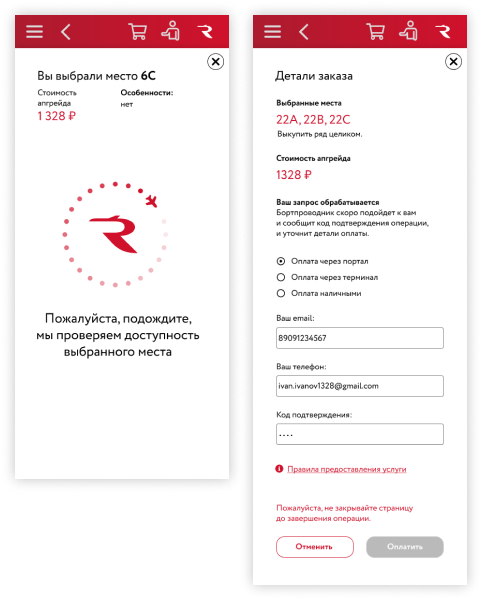 Вы выбрали место 6С
Стоимость апгрейда
1 328 ₽
Особенности:
нет
Пожалуйста, подождите,
мы проверяем доступность
выбранного места
Детали заказа
Выбранные места
22A, 22B, 22C
Выкупить ряд целиком.
Стоимость апгрейда
1328 ₽
Ваш запрос обрабатывается
Бортпроводник скоро подойдет к вам
и сообщит код подтверждения операции,
и уточнит детали оплаты.
Оплата через портал
Оплата через терминал
Оплата наличными
Ваш email:
89091234567
Ваш телефон:
ivan.ivanov1328@gmail.com
Код подтверждения:
....
Правила предоставления услуги
Пожалуйста, не закрывайте страницу
до завершения операции.
Отменить
Оплатить